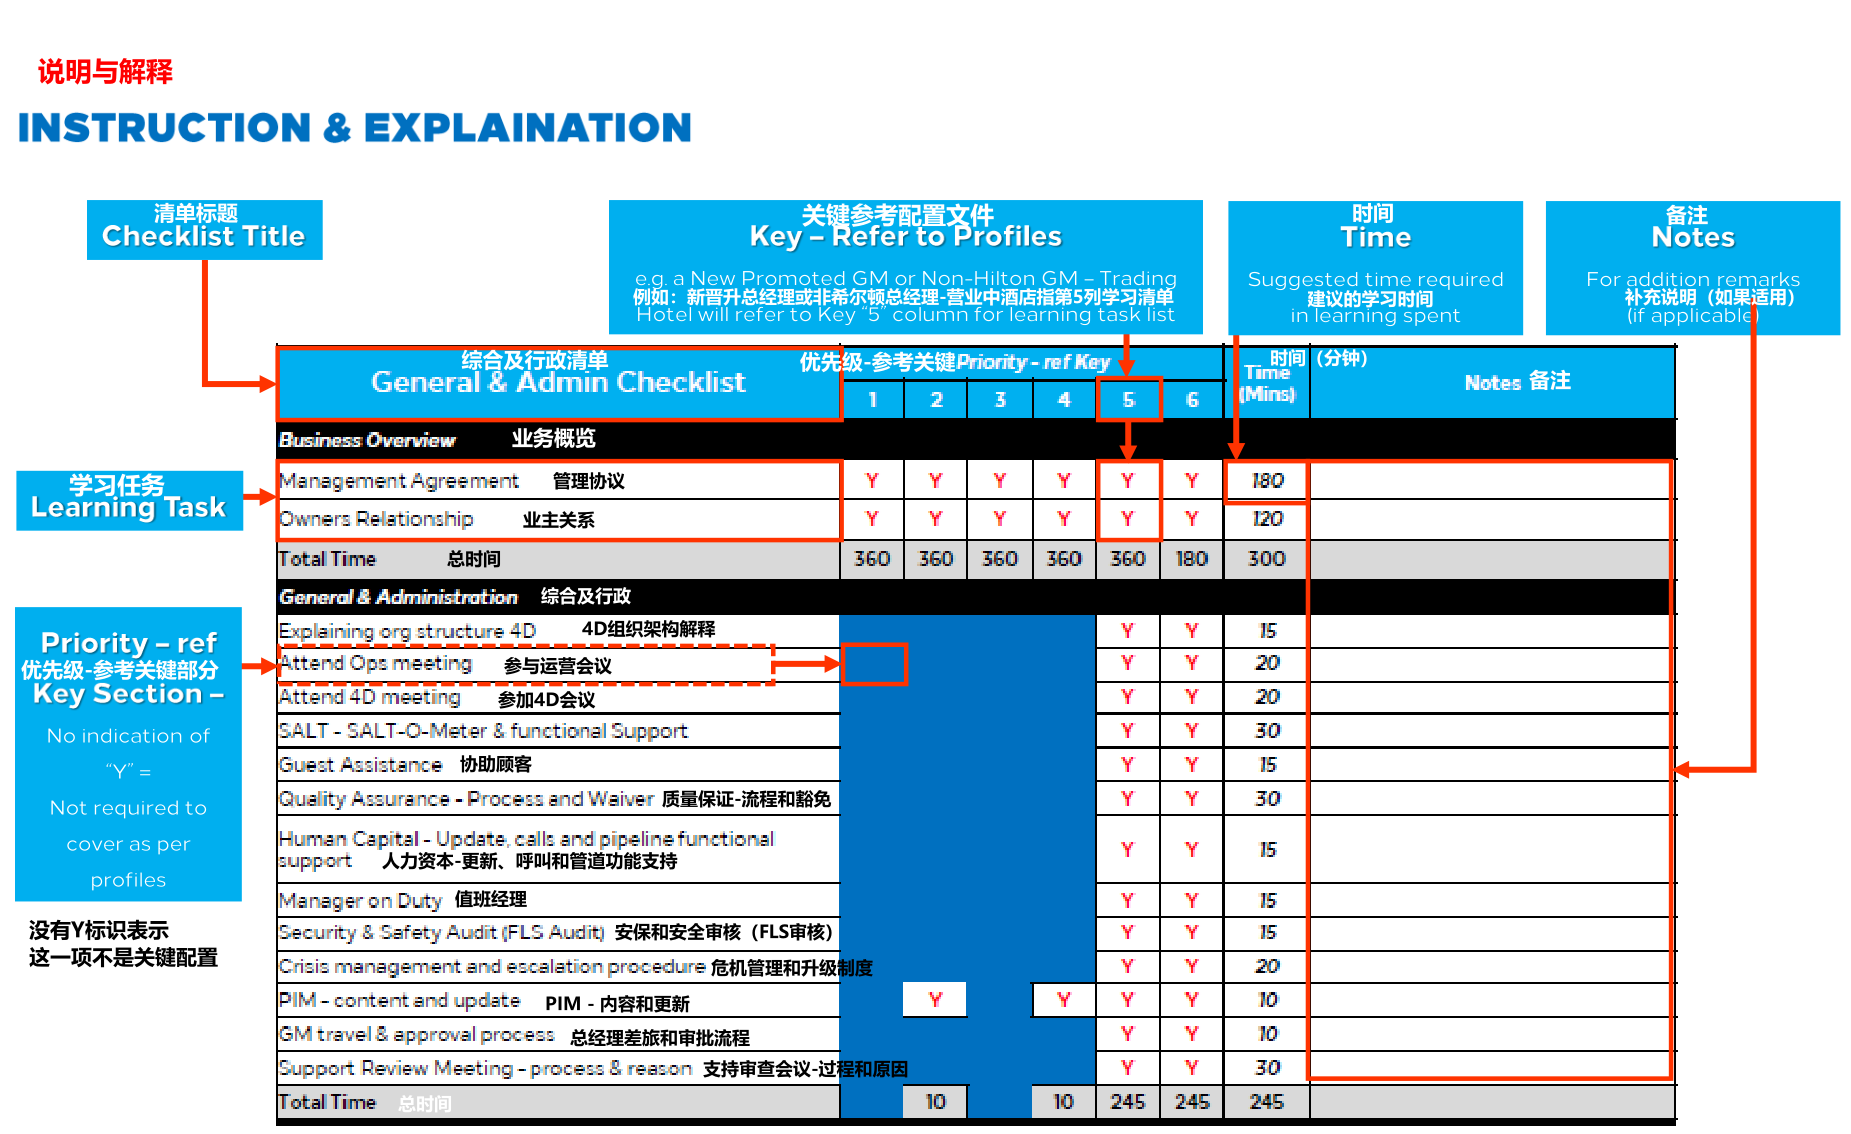 说明与解释
INSTRUCTION & EXPLAINATION
清单标题
Checklist Title
关键参考配置文件
Key – Refer to Profiles
e.g. a New Promoted GM or Non-Hilton GM – Trading
例如：新晋升总经理或非希尔顿总经理-营业中酒店指第5列学习清单
Hotel will refer to Key “5” column for learning task list
时间
Time
Suggested time required
建议的学习时间
in learning spent
备注
Notes
For addition remarks
补充说明（如果适用）
(if applicable)
综合及行政清单
General & Admin Checklist
优先级-参考关键Priority - ref Key
1 2 3 4 5 6
时间（分钟）
Time
(Mins)
Notes 备注
Business Overview 业务概览
学习任务
Learning Task
Management Agreement 管理协议 Y Y Y Y Y Y 180
Owners Relationship 业主关系 Y Y Y Y Y Y 120
Total Time 总时间 360 360 360 360 360 180 300
General & Administration 综合及行政
Priority – ref
优先级-参考关键部分
Key Section –
No indication of
“Y” =
Not required to
cover as per
profiles
没有Y标识表示
这一项不是关键配置
Explaining org structure 4D 4D组织架构解释 Y Y 15
Attend Ops meeting 参与运营会议 Y Y 20
Attend 4D meeting 参加4D会议 Y Y 20
SALT - SALT-O-Meter & functional Support Y Y 30
Guest Assistance 协助顾客 Y Y 15
Quality Assurance - Process and Waiver 质量保证-流程和豁免 Y Y 30
Human Capital - Update, calls and pipeline functional
support 人力资本-更新、呼叫和管道功能支持 Y Y 15
Manager on Duty 值班经理 Y Y 15
Security & Safety Audit (FLS Audit) 安保和安全审核（FLS审核） Y Y 15
Crisis management and escalation procedure 危机管理和升级制度 Y Y 20
PIM - content and update PIM - 内容和更新 Y Y Y Y 10
GM travel & approval process 总经理差旅和审批流程 Y Y 10
Support Review Meeting - process & reason 支持审查会议-过程和原因 Y Y 30
Total Time 总时间 10 10 245 245 245